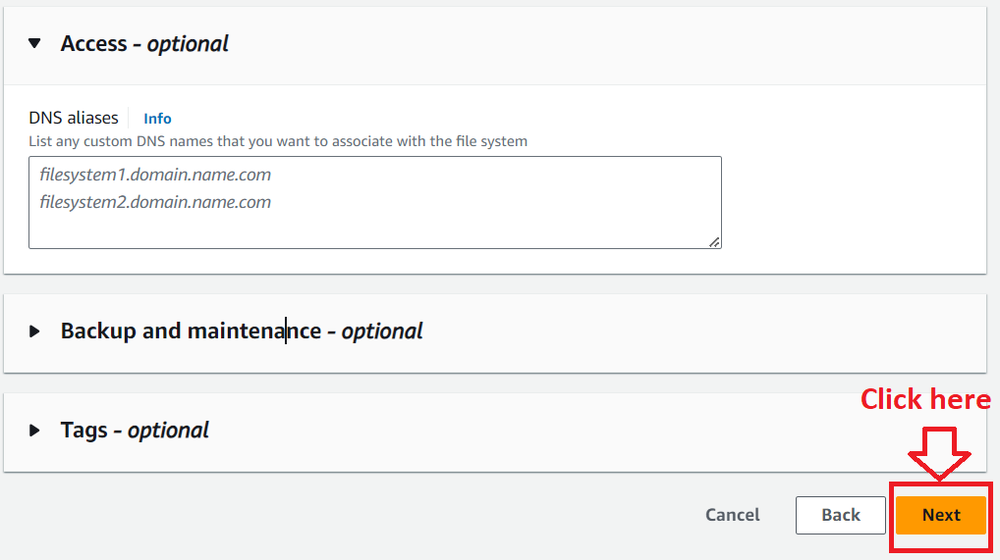 Access - optional
DNS aliases Info
List any custom DNS names that you want to associate with the file system
filesystem1.domain.name.com
filesystem2.domain.name.com
Backup and maintenance - optional
Click here
Tags - optional
Cancel Back Next